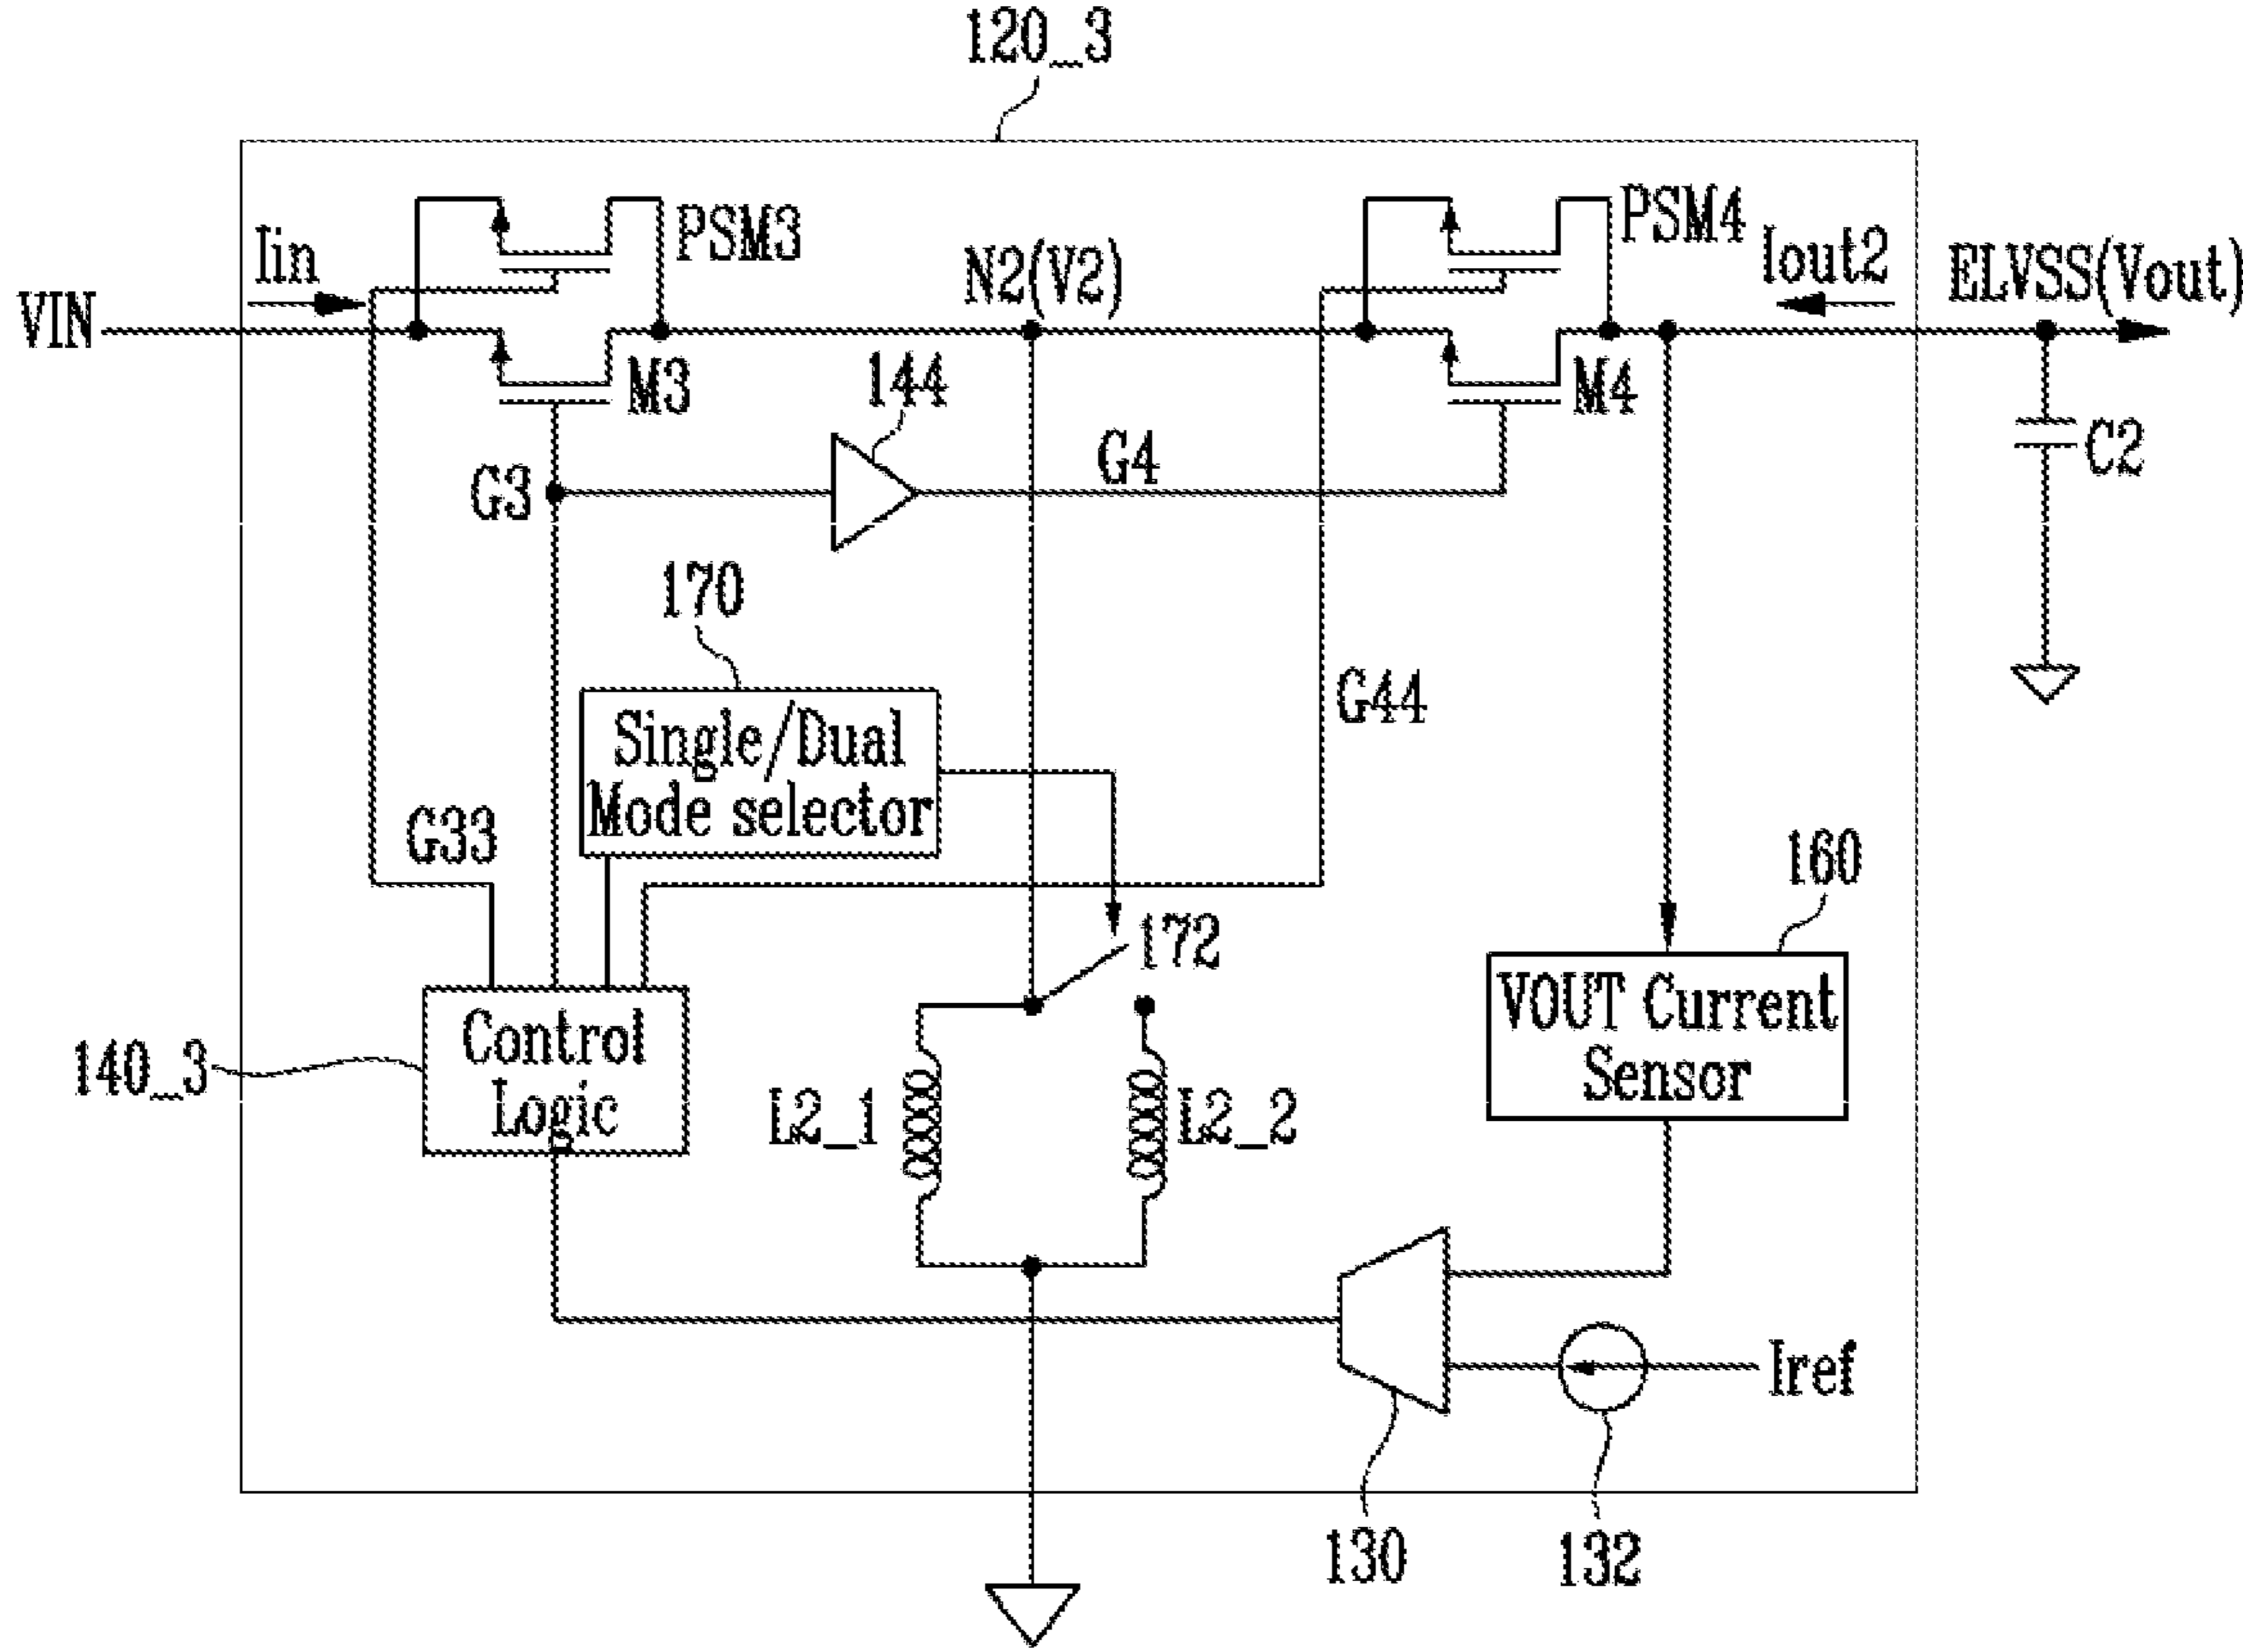 120_3
PSM3
PSM4
Iin
N2(V2)
Iout2
ELVSS(Vout)
VIN
M3
144
M4
G3
G4
C2
170
Single/Dual
Mode selector
G44
G33
160
172
VOUT Current
Sensor
Control
Logic
140_3
L2_1
L2_2
Iref
130
132